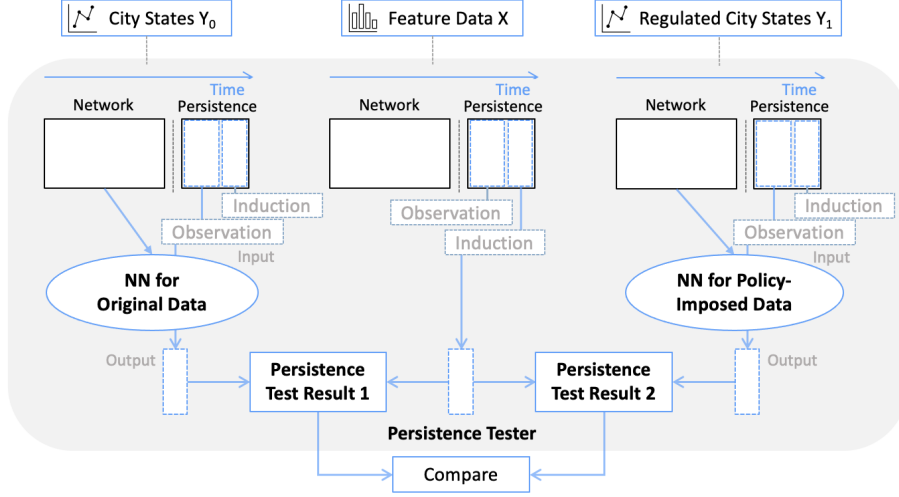 City States Y₀
Feature Data X
Regulated City States Y₁
Time
Time
Time
Network
Persistence
Network
Persistence
Network
Persistence
Induction
Observation
Input
Observation
Induction
Induction
Observation
Input
NN for
Original Data
NN for Policy-
Imposed Data
Output
Persistence
Test Result 1
Persistence
Test Result 2
Output
Persistence Tester
Compare